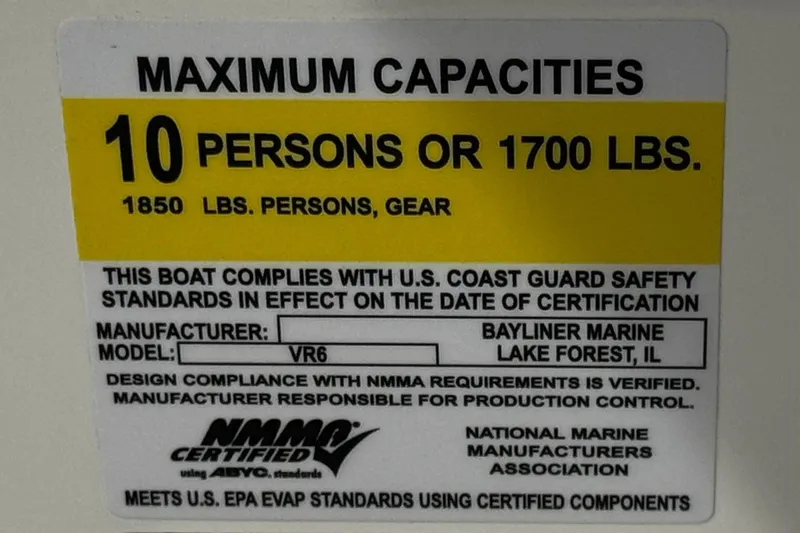 MAXIMUM CAPACITIES
10 PERSONS OR 1700 LBS.
1850 LBS. PERSONS, GEAR
THIS BOAT COMPLIES WITH U.S. COAST GUARD SAFETY
STANDARDS IN EFFECT ON THE DATE OF CERTIFICATION
MANUFACTURER: BAYLINER MARINE
MODEL: VR6 LAKE FOREST, IL
DESIGN COMPLIANCE WITH NMMA REQUIREMENTS IS VERIFIED.
MANUFACTURER RESPONSIBLE FOR PRODUCTION CONTROL.
NMMA®
CERTIFIED
using ABYC. standards
NATIONAL MARINE
MANUFACTURERS
ASSOCIATION
MEETS U.S. EPA EVAP STANDARDS USING CERTIFIED COMPONENTS